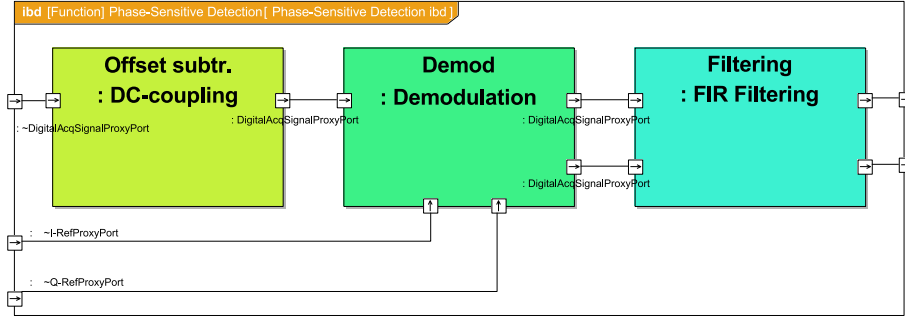 ibd [Function] Phase-Sensitive Detection[ Phase-Sensitive Detection ibd ]
Offset subtr.
: DC-coupling
Demod
: Demodulation
Filtering
: FIR Filtering
: ~DigitalAcqSignalProxyPort
: DigitalAcqSignalProxyPort
: DigitalAcqSignalProxyPort
: DigitalAcqSignalProxyPort
: ~I-RefProxyPort
: ~Q-RefProxyPort